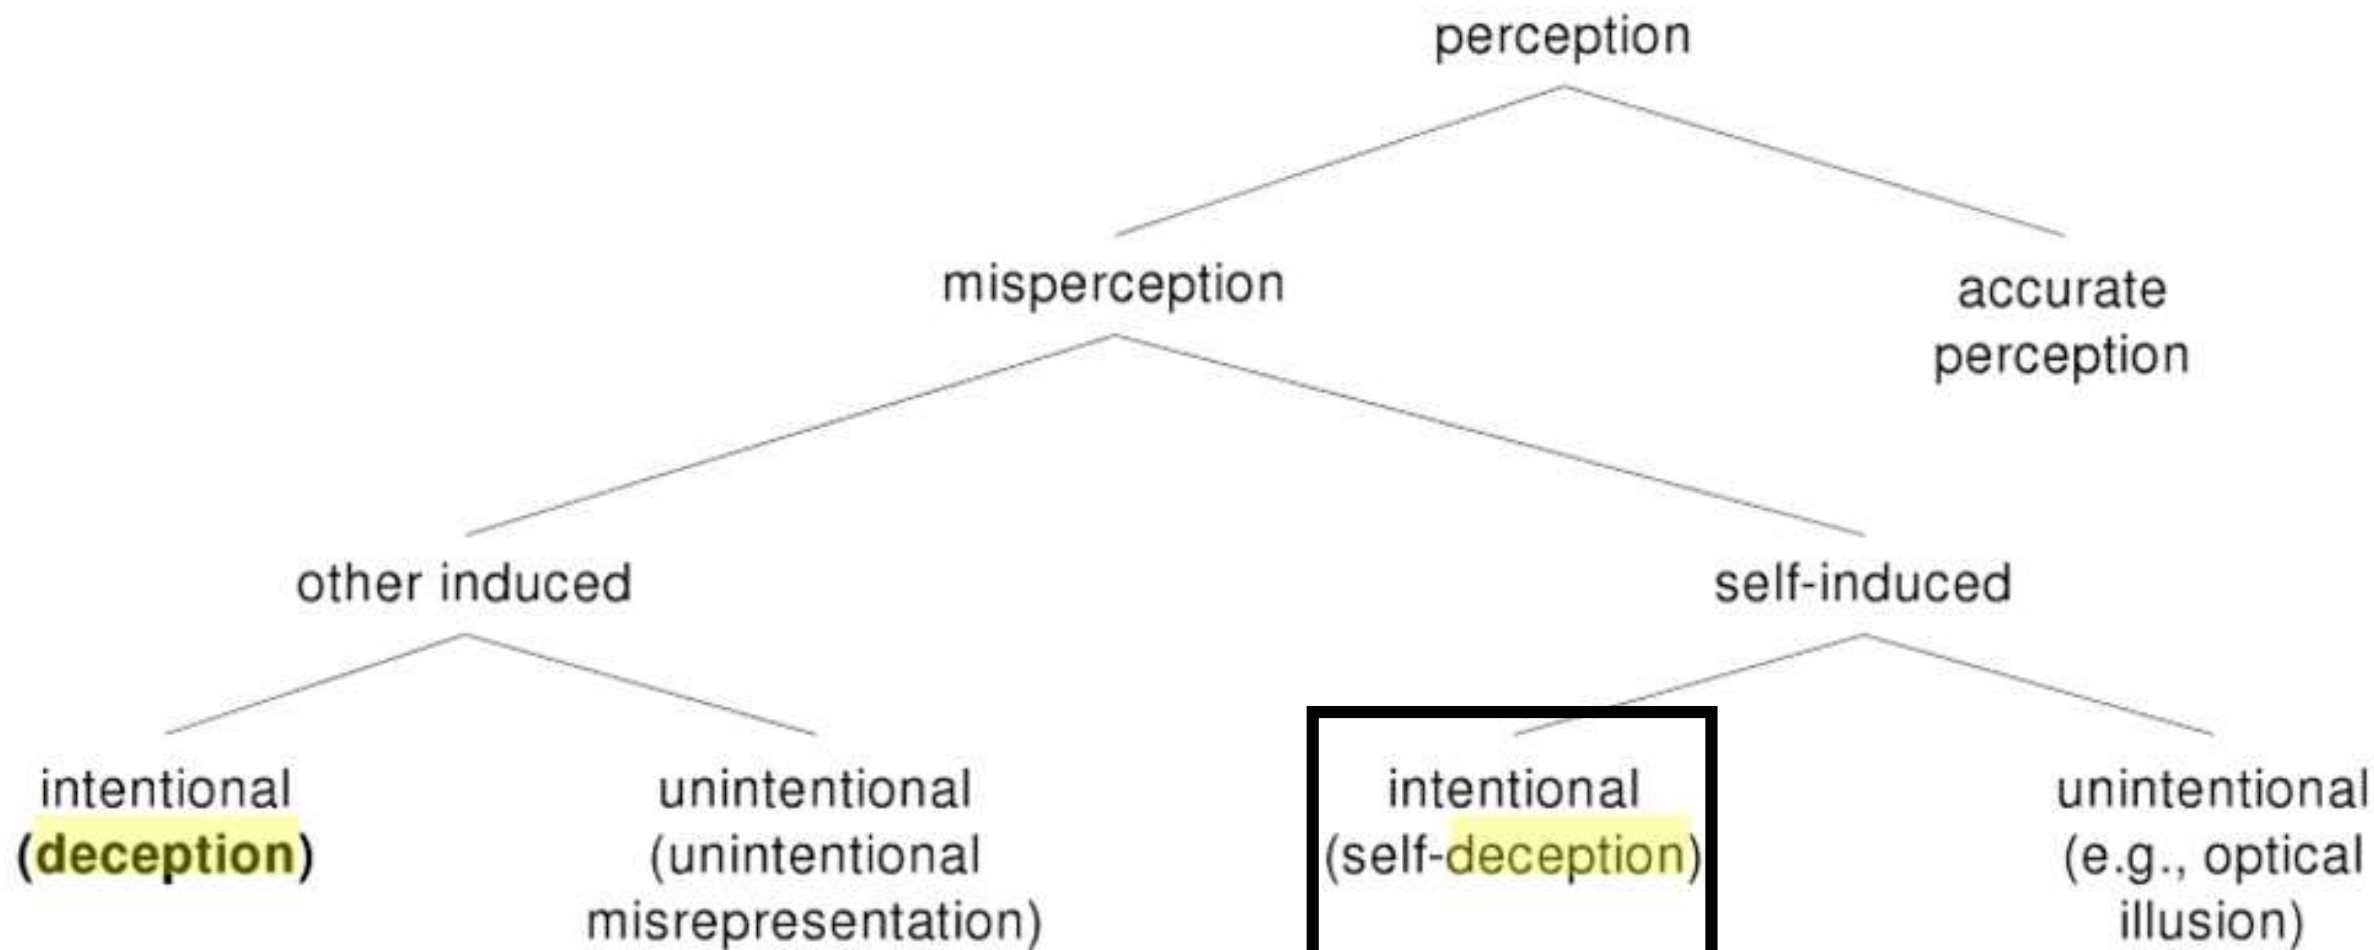 perception
misperception
accurate
perception
other induced
self-induced
intentional
(deception)
unintentional
(unintentional
misrepresentation)
intentional
(self-deception)
unintentional
(e.g., optical
illusion)